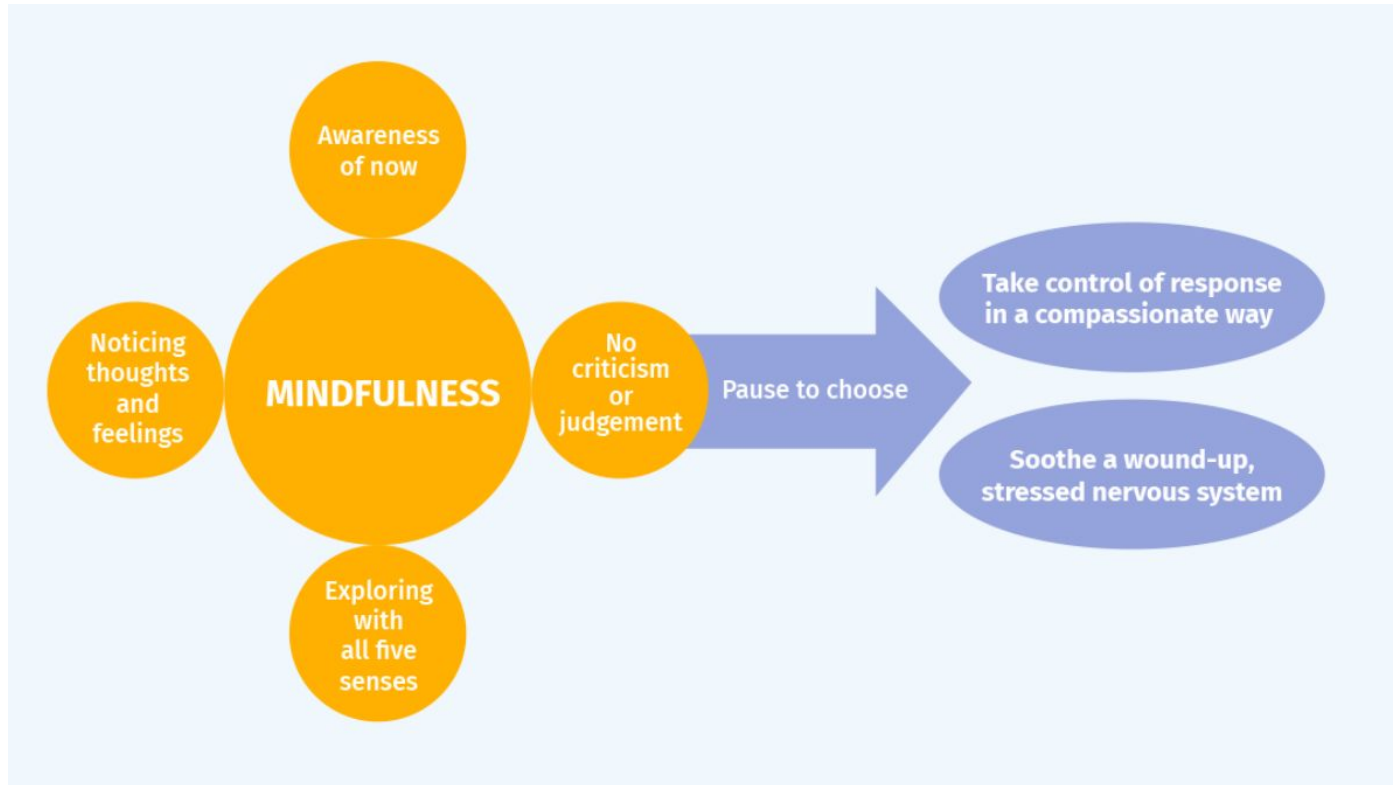 Awareness
of now
Noticing
thoughts
and
feelings
MINDFULNESS
No
criticism
or
judgement
Exploring
with
all five
senses
Pause to choose
Take control of response
in a compassionate way
Soothe a wound-up,
stressed nervous system